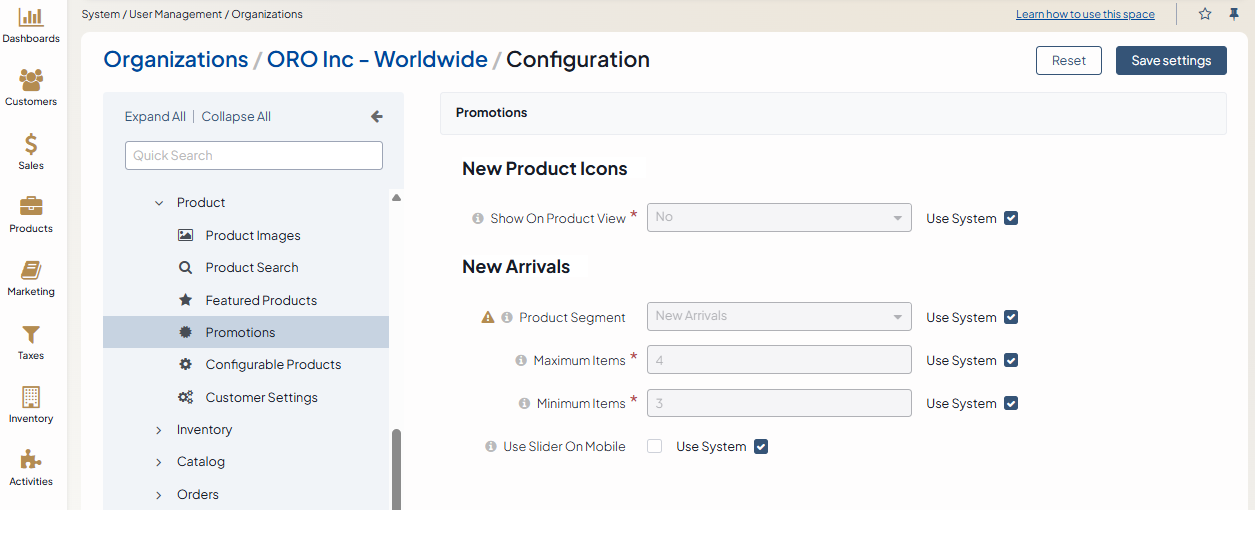 System / User Management / Organizations
Learn how to use this space
Dashboards
Customers
Sales
Products
Marketing
Taxes
Inventory
Activities
Organizations / ORO Inc - Worldwide / Configuration
Reset
Save settings
Expand All | Collapse All
Quick Search
Product
Product Images
Product Search
Featured Products
Promotions
Configurable Products
Customer Settings
Inventory
Catalog
Orders
Promotions
New Product Icons
Show On Product View * No Use System
New Arrivals
Product Segment New Arrivals Use System
Maximum Items * 4 Use System
Minimum Items * 3 Use System
Use Slider On Mobile Use System